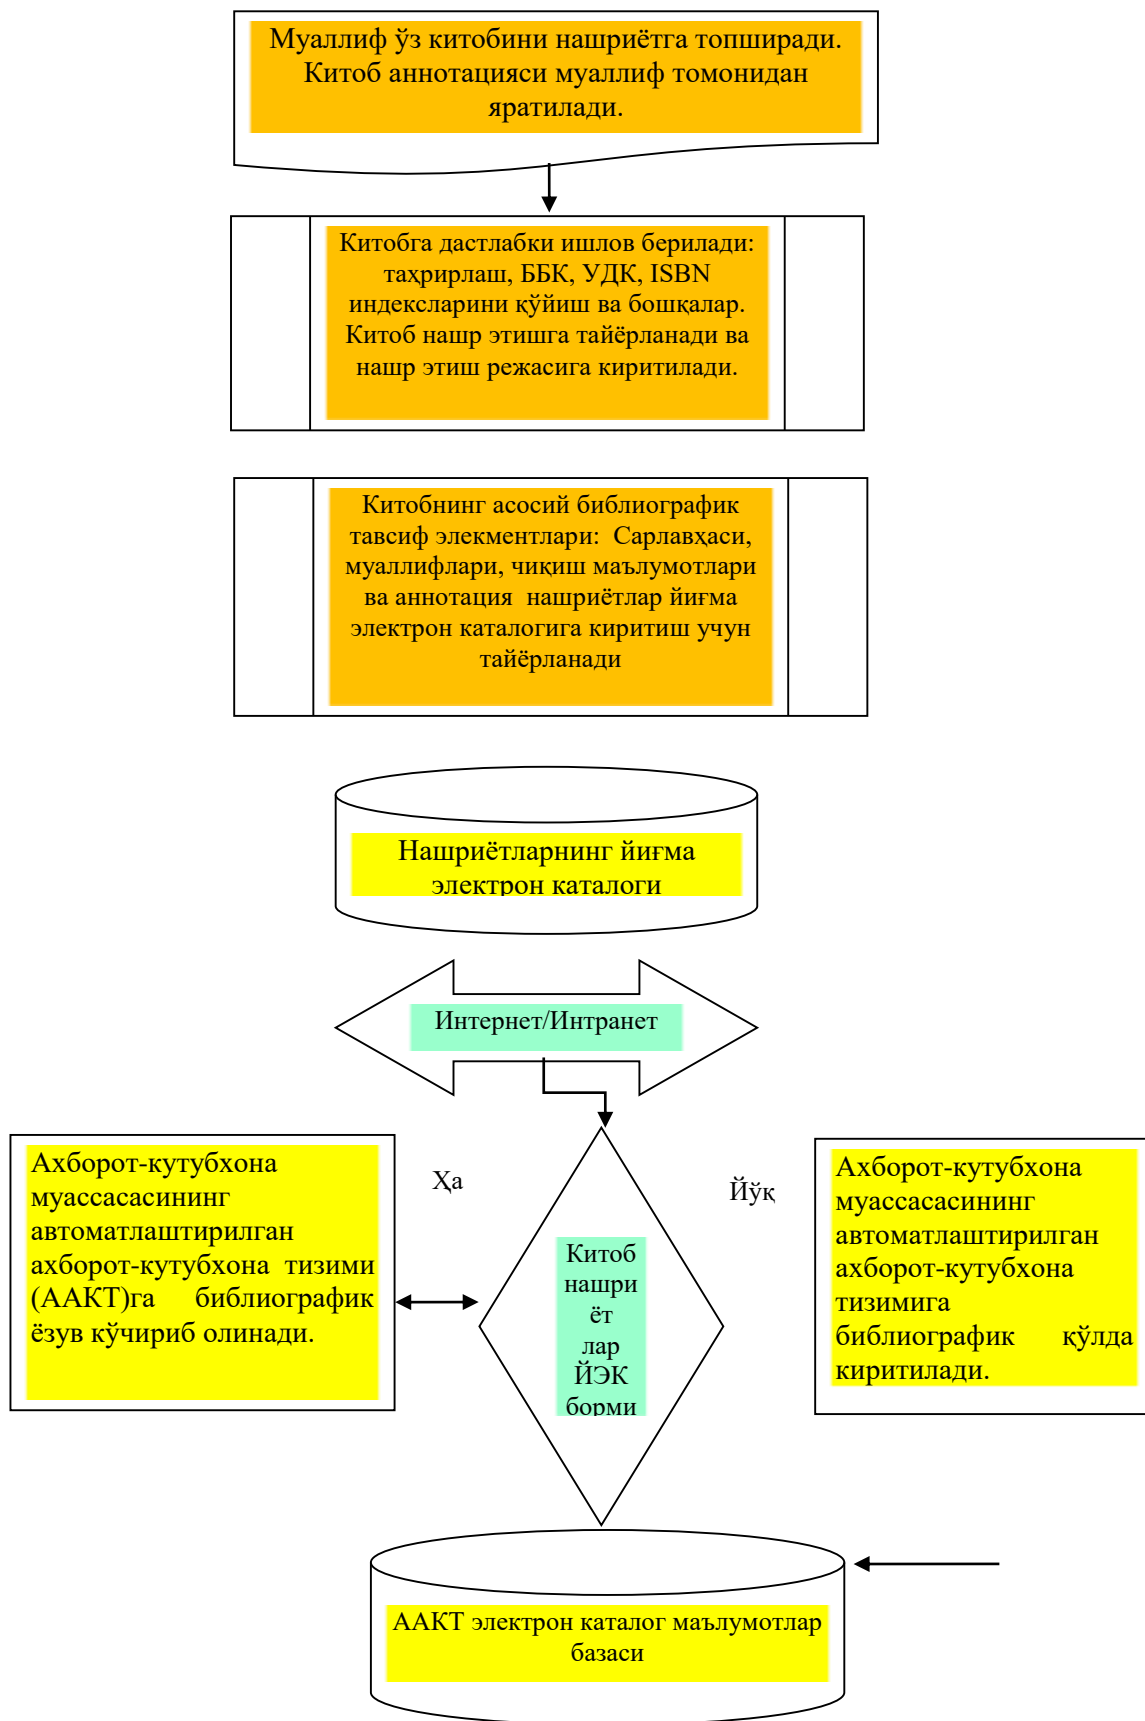 Муаллиф ўз китобини нашриётга топширади.
Китоб аннотацияси муаллиф томонидан
яратилади.
Китобга дастлабки ишлов берилади:
таҳрирлаш, ББК, УДК, ISBN
индексларини қўйиш ва бошқалар.
Китоб нашр этишга тайёрланади ва
нашр этиш режасига киритилади.
Китобнинг асосий библиографик
тавсиф элекментлари: Сарлавҳаси,
муаллифлари, чиқиш маълумотлари
ва аннотация нашриётлар йиғма
электрон каталогига киритиш учун
тайёрланади
Нашриётларнинг йиғма
электрон каталоги
Интернет/Интранет
Ахборот-кутубхона
муассасасининг
автоматлаштирилган
ахборот-кутубхона тизими
(ААКТ)га библиографик
ёзув кўчириб олинади.
Ҳа
Китоб
нашри
ёт
лар
ЙЭК
борми
Йўқ
Ахборот-кутубхона
муассасасининг
автоматлаштирилган
ахборот-кутубхона
тизимига
библиографик қўлда
киритилади.
ААКТ электрон каталог маълумотлар
базаси